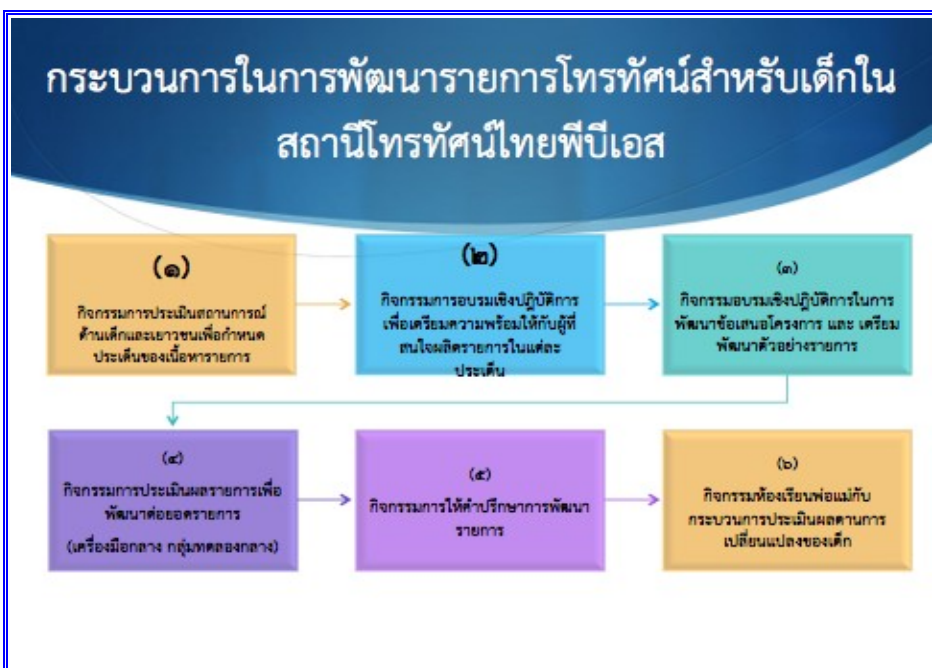 กระบวนการในการพัฒนารายการโทรทัศน์สำหรับเด็กใน
สถานีโทรทัศน์ไทยพีบีเอส
(๑)
กิจกรรมการประเมินสถานการณ์
ด้านเด็กและเยาวชนเพื่อกำหนด
ประเด็นของเนื้อหารายการ
(๒)
กิจกรรมการอบรมเชิงปฏิบัติการ
เพื่อเตรียมความพร้อมให้กับผู้ที่
สนใจผลิตรายการในแต่ละ
ประเด็น
(๓)
กิจกรรมอบรมเชิงปฏิบัติการในการ
พัฒนาข้อเสนอโครงการ และ เตรียม
พัฒนาตัวอย่างรายการ
(๔)
กิจกรรมการประเมินผลรายการเพื่อ
พัฒนาต่อยอดรายการ
(เครื่องมือกลาง กลุ่มทดลองกลาง)
(๕)
กิจกรรมการให้คำปรึกษาการพัฒนา
รายการ
(๖)
กิจกรรมห้องเรียนพ่อแม่กับ
กระบวนการประเมินผลด้านการ
เปลี่ยนแปลงของเด็ก